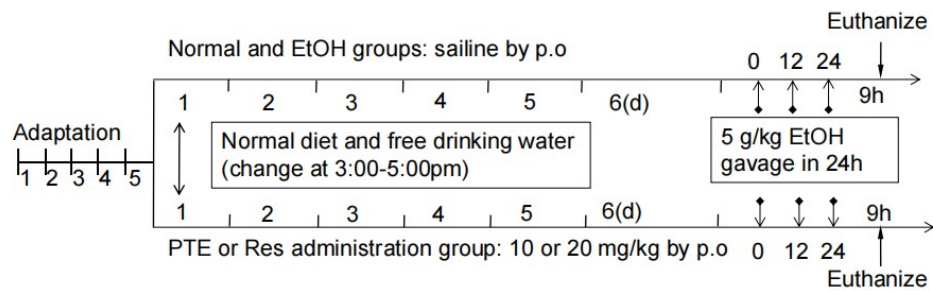 Euthanize
Normal and EtOH groups: sailine by p.o
0 12 24
1 2 3 4 5 6(d)
9h
Adaptation
1 2 3 4 5
Normal diet and free drinking water
(change at 3:00-5:00pm)
5 g/kg EtOH
gavage in 24h
1 2 3 4 5 6(d)
9h
PTE or Res administration group: 10 or 20 mg/kg by p.o
0 12 24
Euthanize